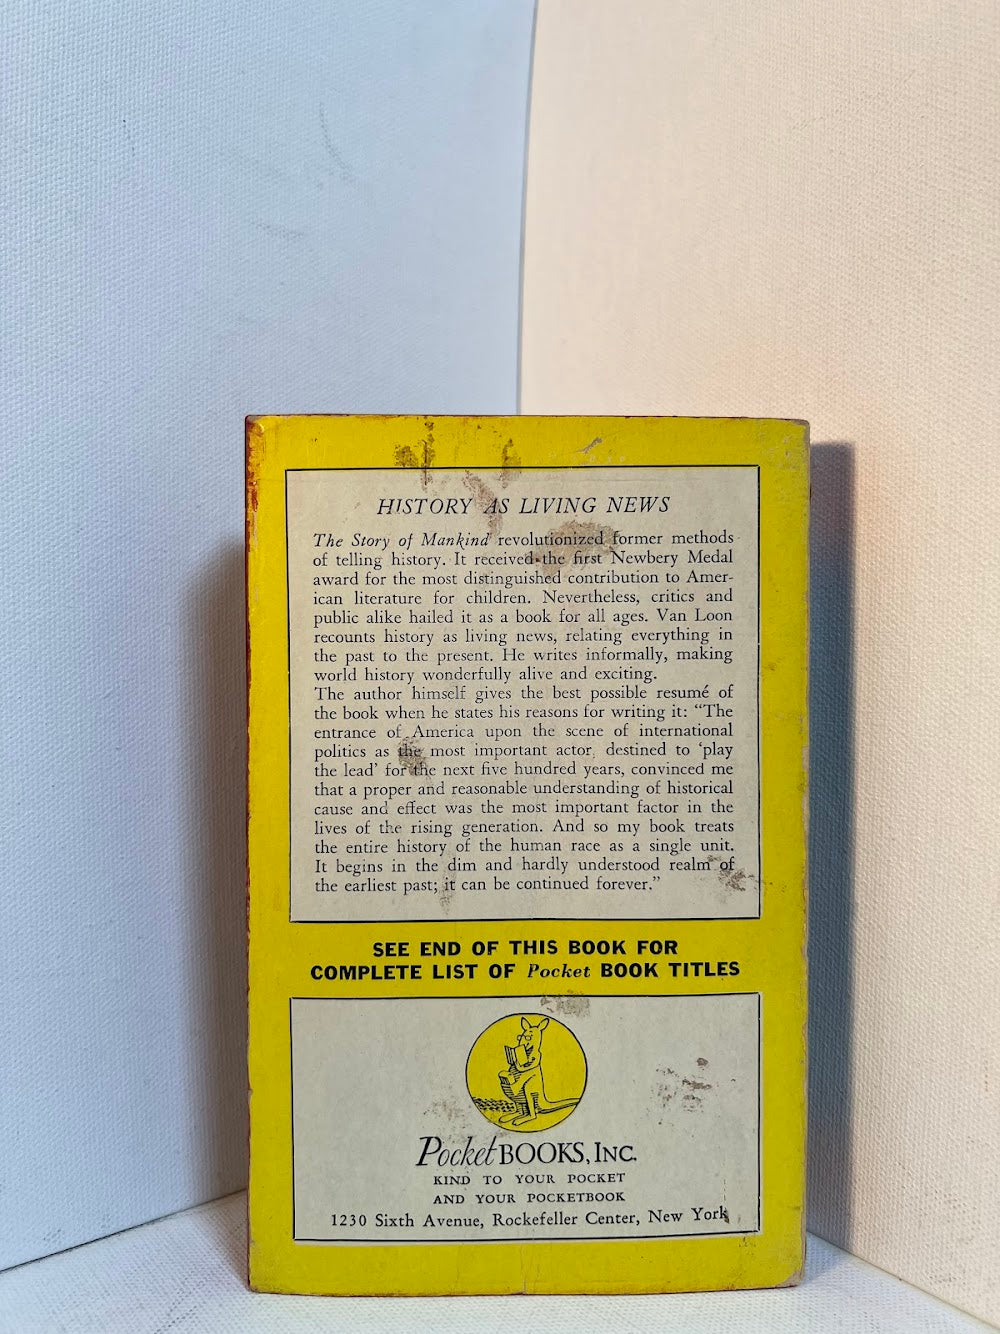 HISTORY AS LIVING NEWS
The Story of Mankind revolutionized former methods
of telling history. It received the first Newbery Medal
award for the most distinguished contribution to Amer-
ican literature for children. Nevertheless, critics and
public alike hailed it as a book for all ages. Van Loon
recounts history as living news, relating everything in
the past to the present. He writes informally, making
world history wonderfully alive and exciting.
The author himself gives the best possible resumé of
the book when he states his reasons for writing it: “The
entrance of America upon the scene of international
politics as the most important actor, destined to ‘play
the lead’ for the next five hundred years, convinced me
that a proper and reasonable understanding of historical
cause and effect was the most important factor in the
lives of the rising generation. And so my book treats
the entire history of the human race as a single unit.
It begins in the dim and hardly understood realm of
the earliest past; it can be continued forever.”
SEE END OF THIS BOOK FOR
COMPLETE LIST OF Pocket BOOK TITLES
Pocket BOOKS, INC.
KIND TO YOUR POCKET
AND YOUR POCKETBOOK
1230 Sixth Avenue, Rockefeller Center, New York